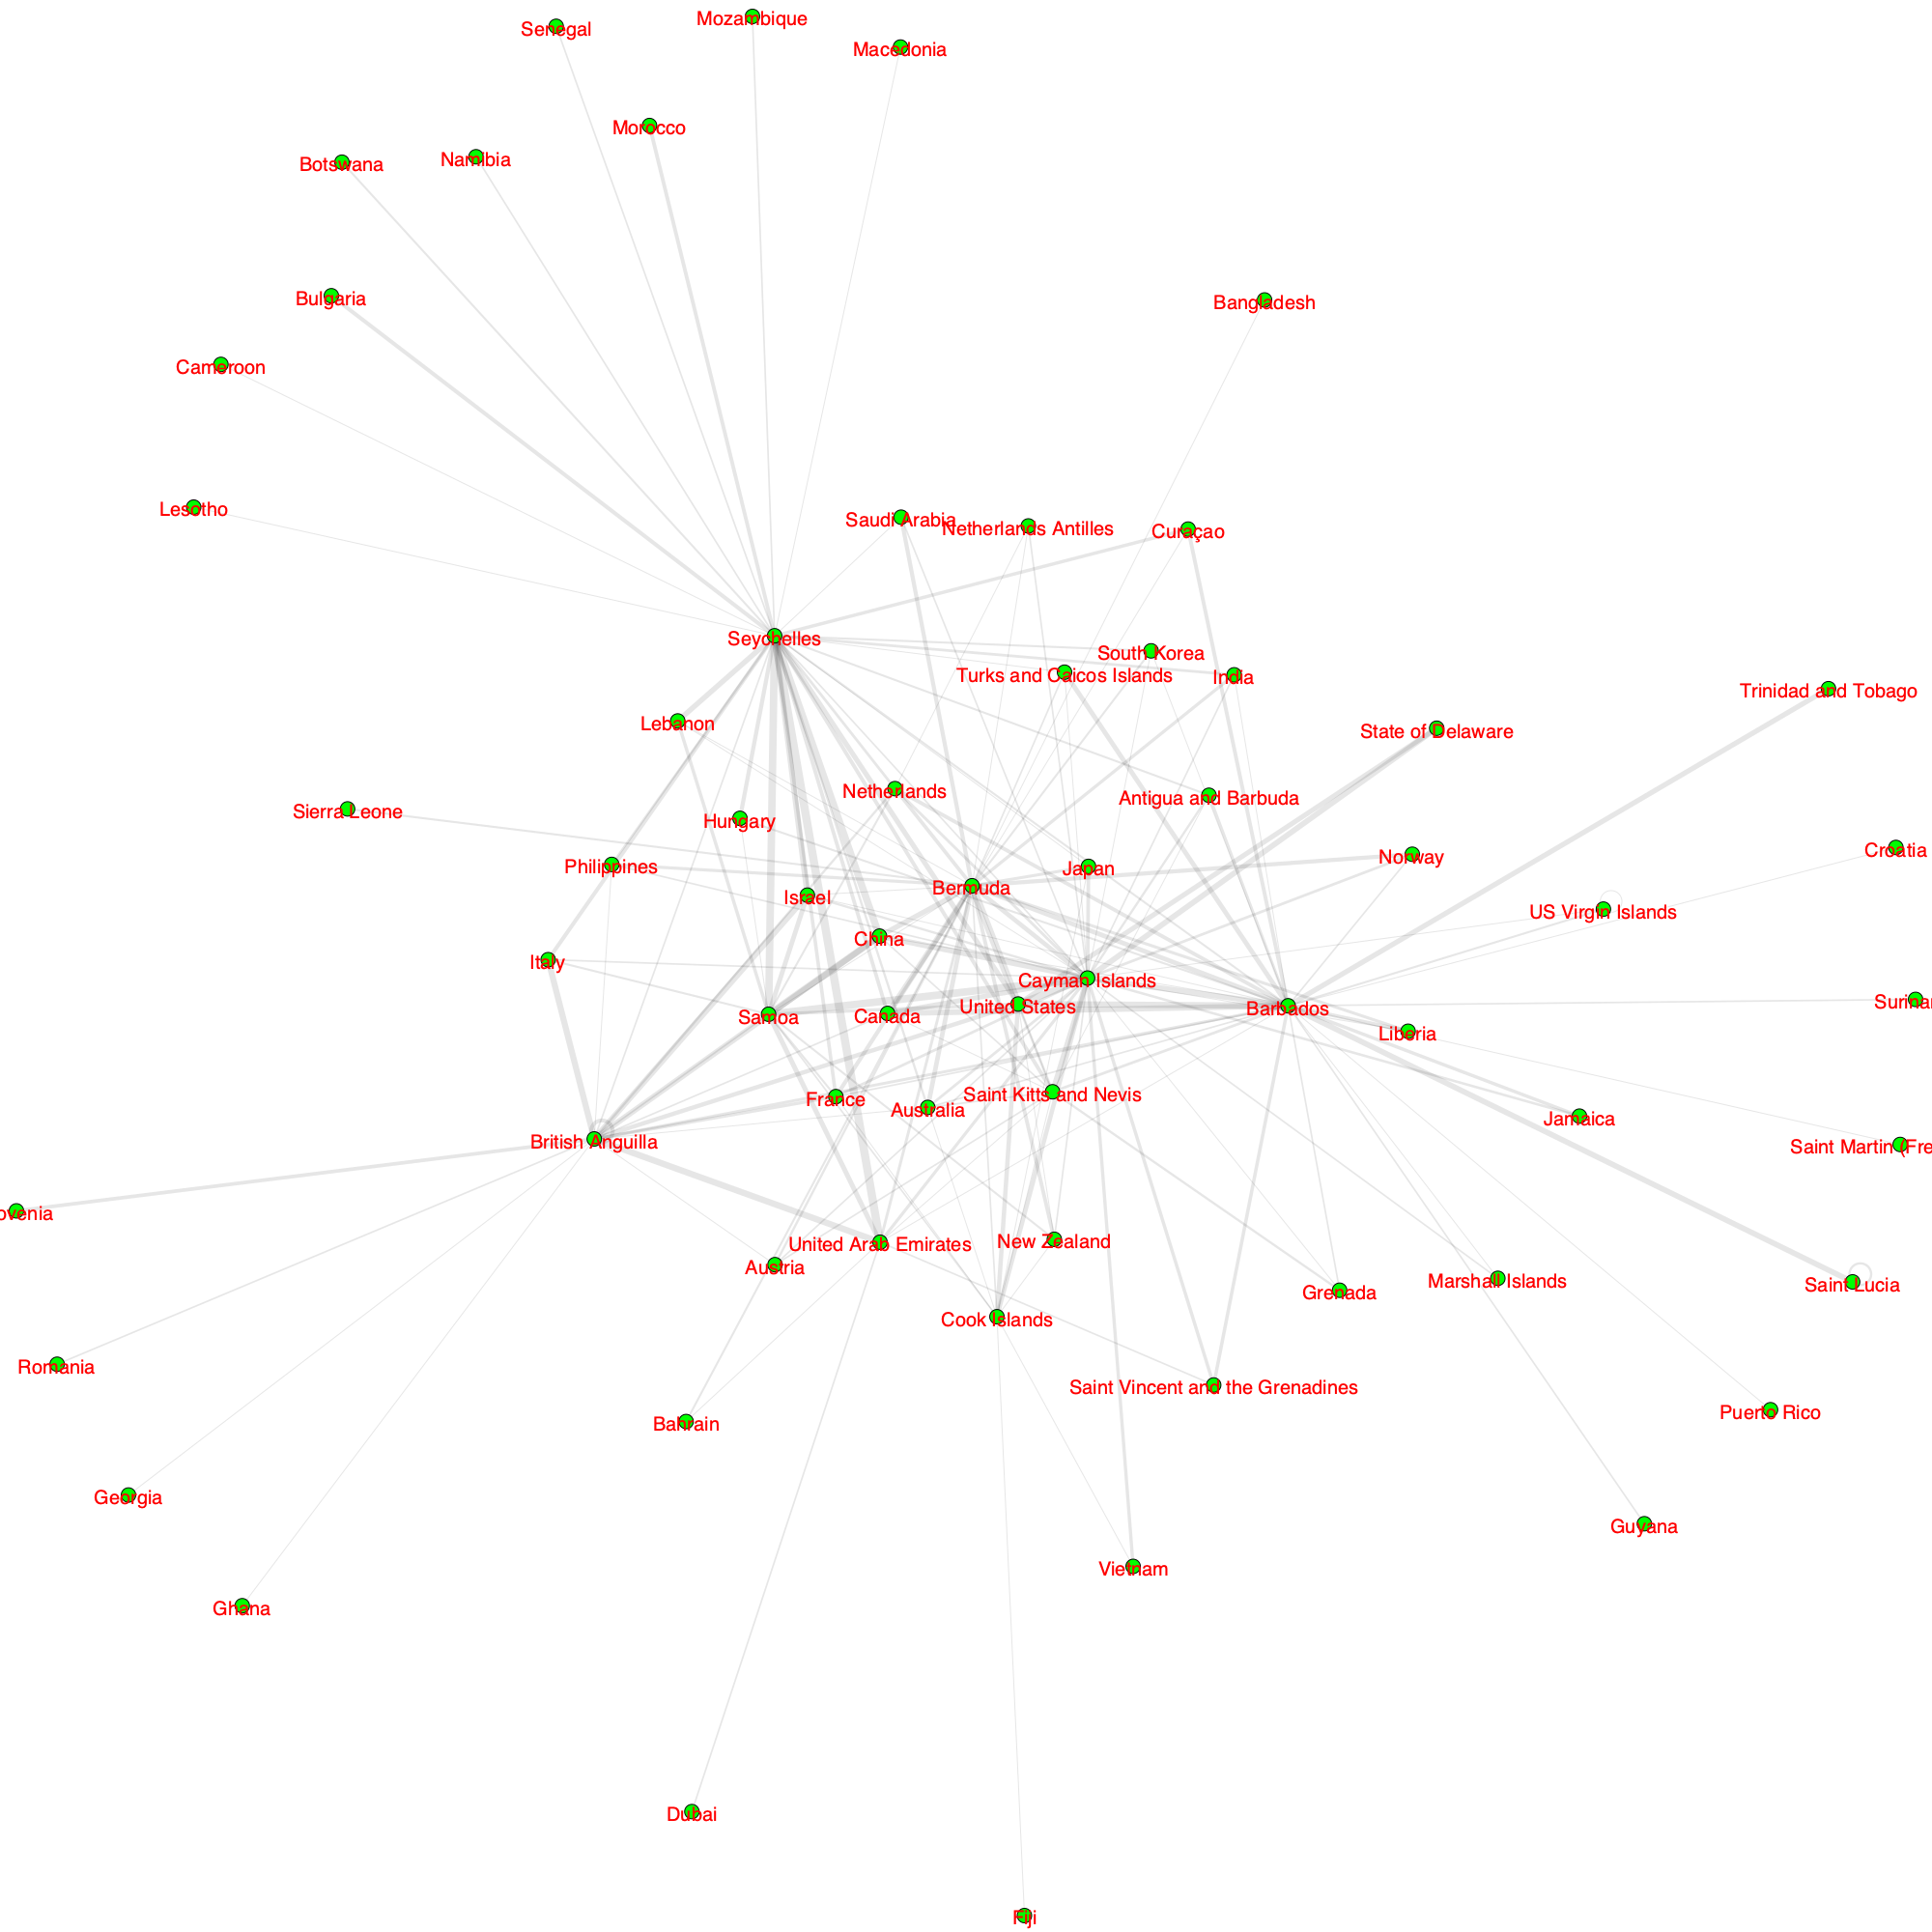 Mozambique
Senegal
Macedonia
Morocco
Namibia
Botswana
Bulgaria
Bangladesh
Cameroon
Lesotho
Saudi Arabia
Netherlands Antilles
Curaçao
Seychelles
South Korea
Turks and Caicos Islands
India
Trinidad and Tobago
Lebanon
State of Delaware
Netherlands
Antigua and Barbuda
Sierra Leone
Hungary
Croatia
Norway
Philippines
Japan
Bermuda
Israel
US Virgin Islands
China
Italy
Cayman Islands
Surina
United States
Barbados
Samoa
Canada
Liberia
Saint Kitts and Nevis
France
Australia
Jamaica
British Anguilla
Saint Martin (Fre
ovenia
New Zealand
United Arab Emirates
Austria
Marshall Islands
Saint Lucia
Grenada
Cook Islands
Romania
Saint Vincent and the Grenadines
Puerto Rico
Bahrain
Georgia
Guyana
Vietnam
Ghana
Dubai
Fiji